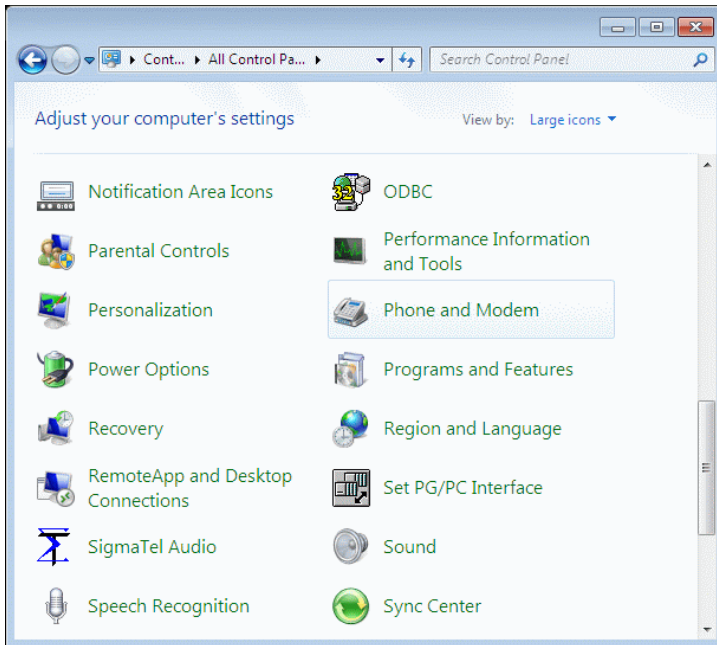 Cont... All Control Pa...
Search Control Panel
Adjust your computer's settings
View by: Large icons
Notification Area Icons
32
ODBC
Parental Controls
Performance Information
and Tools
Personalization
Phone and Modem
Power Options
Programs and Features
Recovery
Region and Language
RemoteApp and Desktop
Connections
Set PG/PC Interface
SigmaTel Audio
Sound
Speech Recognition
Sync Center